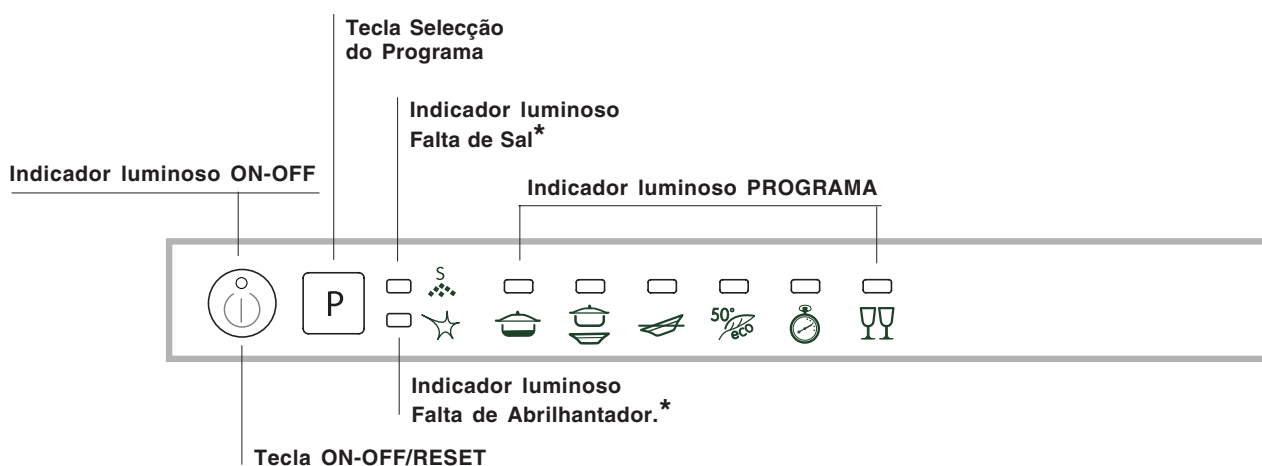 Tecla Selecção
do Programa
Indicador luminoso
Falta de Sal*
Indicador luminoso ON-OFF
Indicador luminoso PROGRAMA
P
S
50°
eco
Indicador luminoso
Falta de Abrilhantador.*
Tecla ON-OFF/RESET